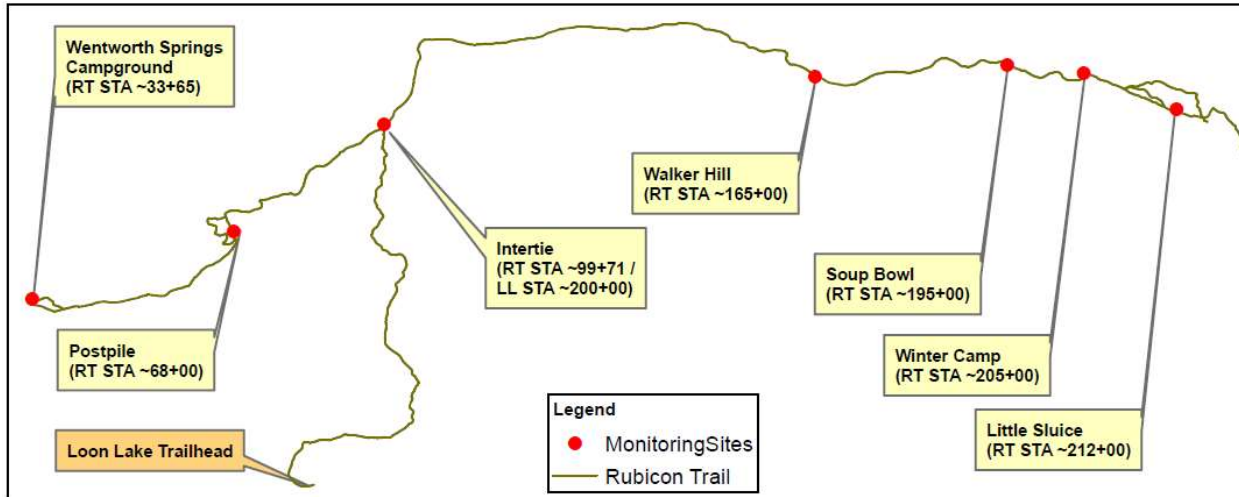 Wentworth Springs
Campground
(RT STA ~33+65)
Walker Hill
(RT STA ~165+00)
Intertie
(RT STA ~99+71 /
LL STA ~200+00)
Soup Bowl
(RT STA ~195+00)
Postpile
(RT STA ~68+00)
Winter Camp
(RT STA ~205+00)
Little Sluice
(RT STA ~212+00)
Loon Lake Trailhead
Legend
MonitoringSites
Rubicon Trail